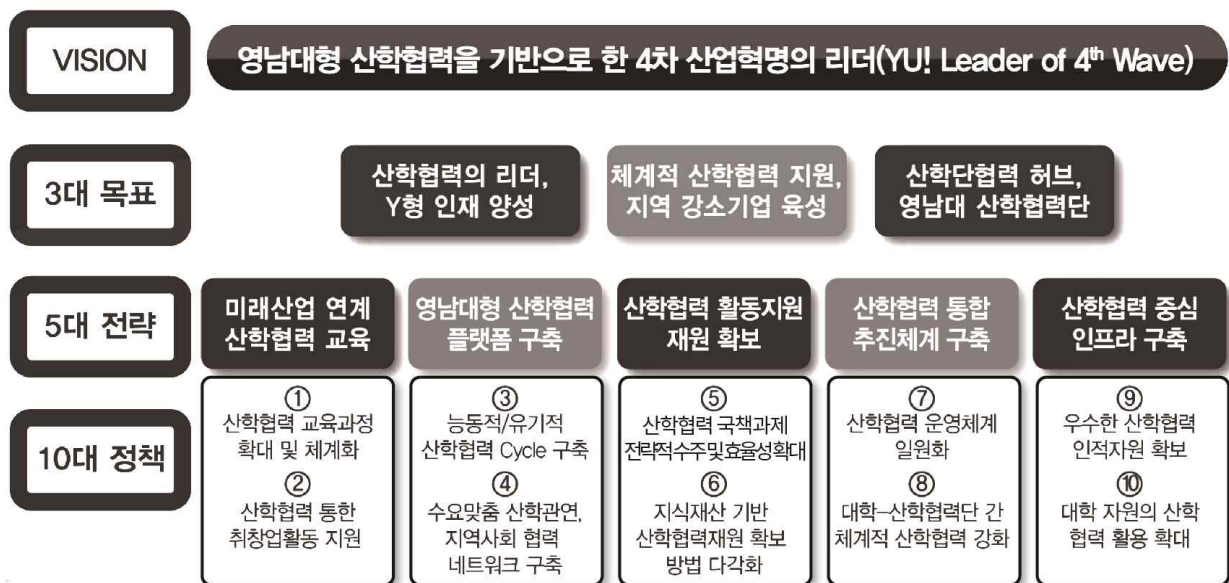 VISION
영남대형 산학협력을 기반으로 한 4차 산업혁명의 리더(YU! Leader of 4th Wave)
3대 목표
산학협력의 리더,
Y형 인재 양성
체계적 산학협력 지원,
지역 강소기업 육성
산학단협력 허브,
영남대 산학협력단
5대 전략
미래산업 연계
산학협력 교육
영남대형 산학협력
플랫폼 구축
산학협력 활동지원
재원 확보
산학협력 통합
추진체계 구축
산학협력 중심
인프라 구축
10대 정책
①
산학협력 교육과정
확대 및 체계화
②
산학협력 통한
취창업활동 지원
③
능동적/유기적
산학협력 Cycle 구축
④
수요맞춤 산학관연,
지역사회 협력
네트워크 구축
⑤
산학협력 국책과제
전략적수주및효율성확대
⑥
지식재산 기반
산학협력재원 확보
방법 다각화
⑦
산학협력 운영체계
일원화
⑧
대학-산학협력단 간
체계적 산학협력 강화
⑨
우수한 산학협력
인적자원 확보
⑩
대학 자원의 산학
협력 활용 확대